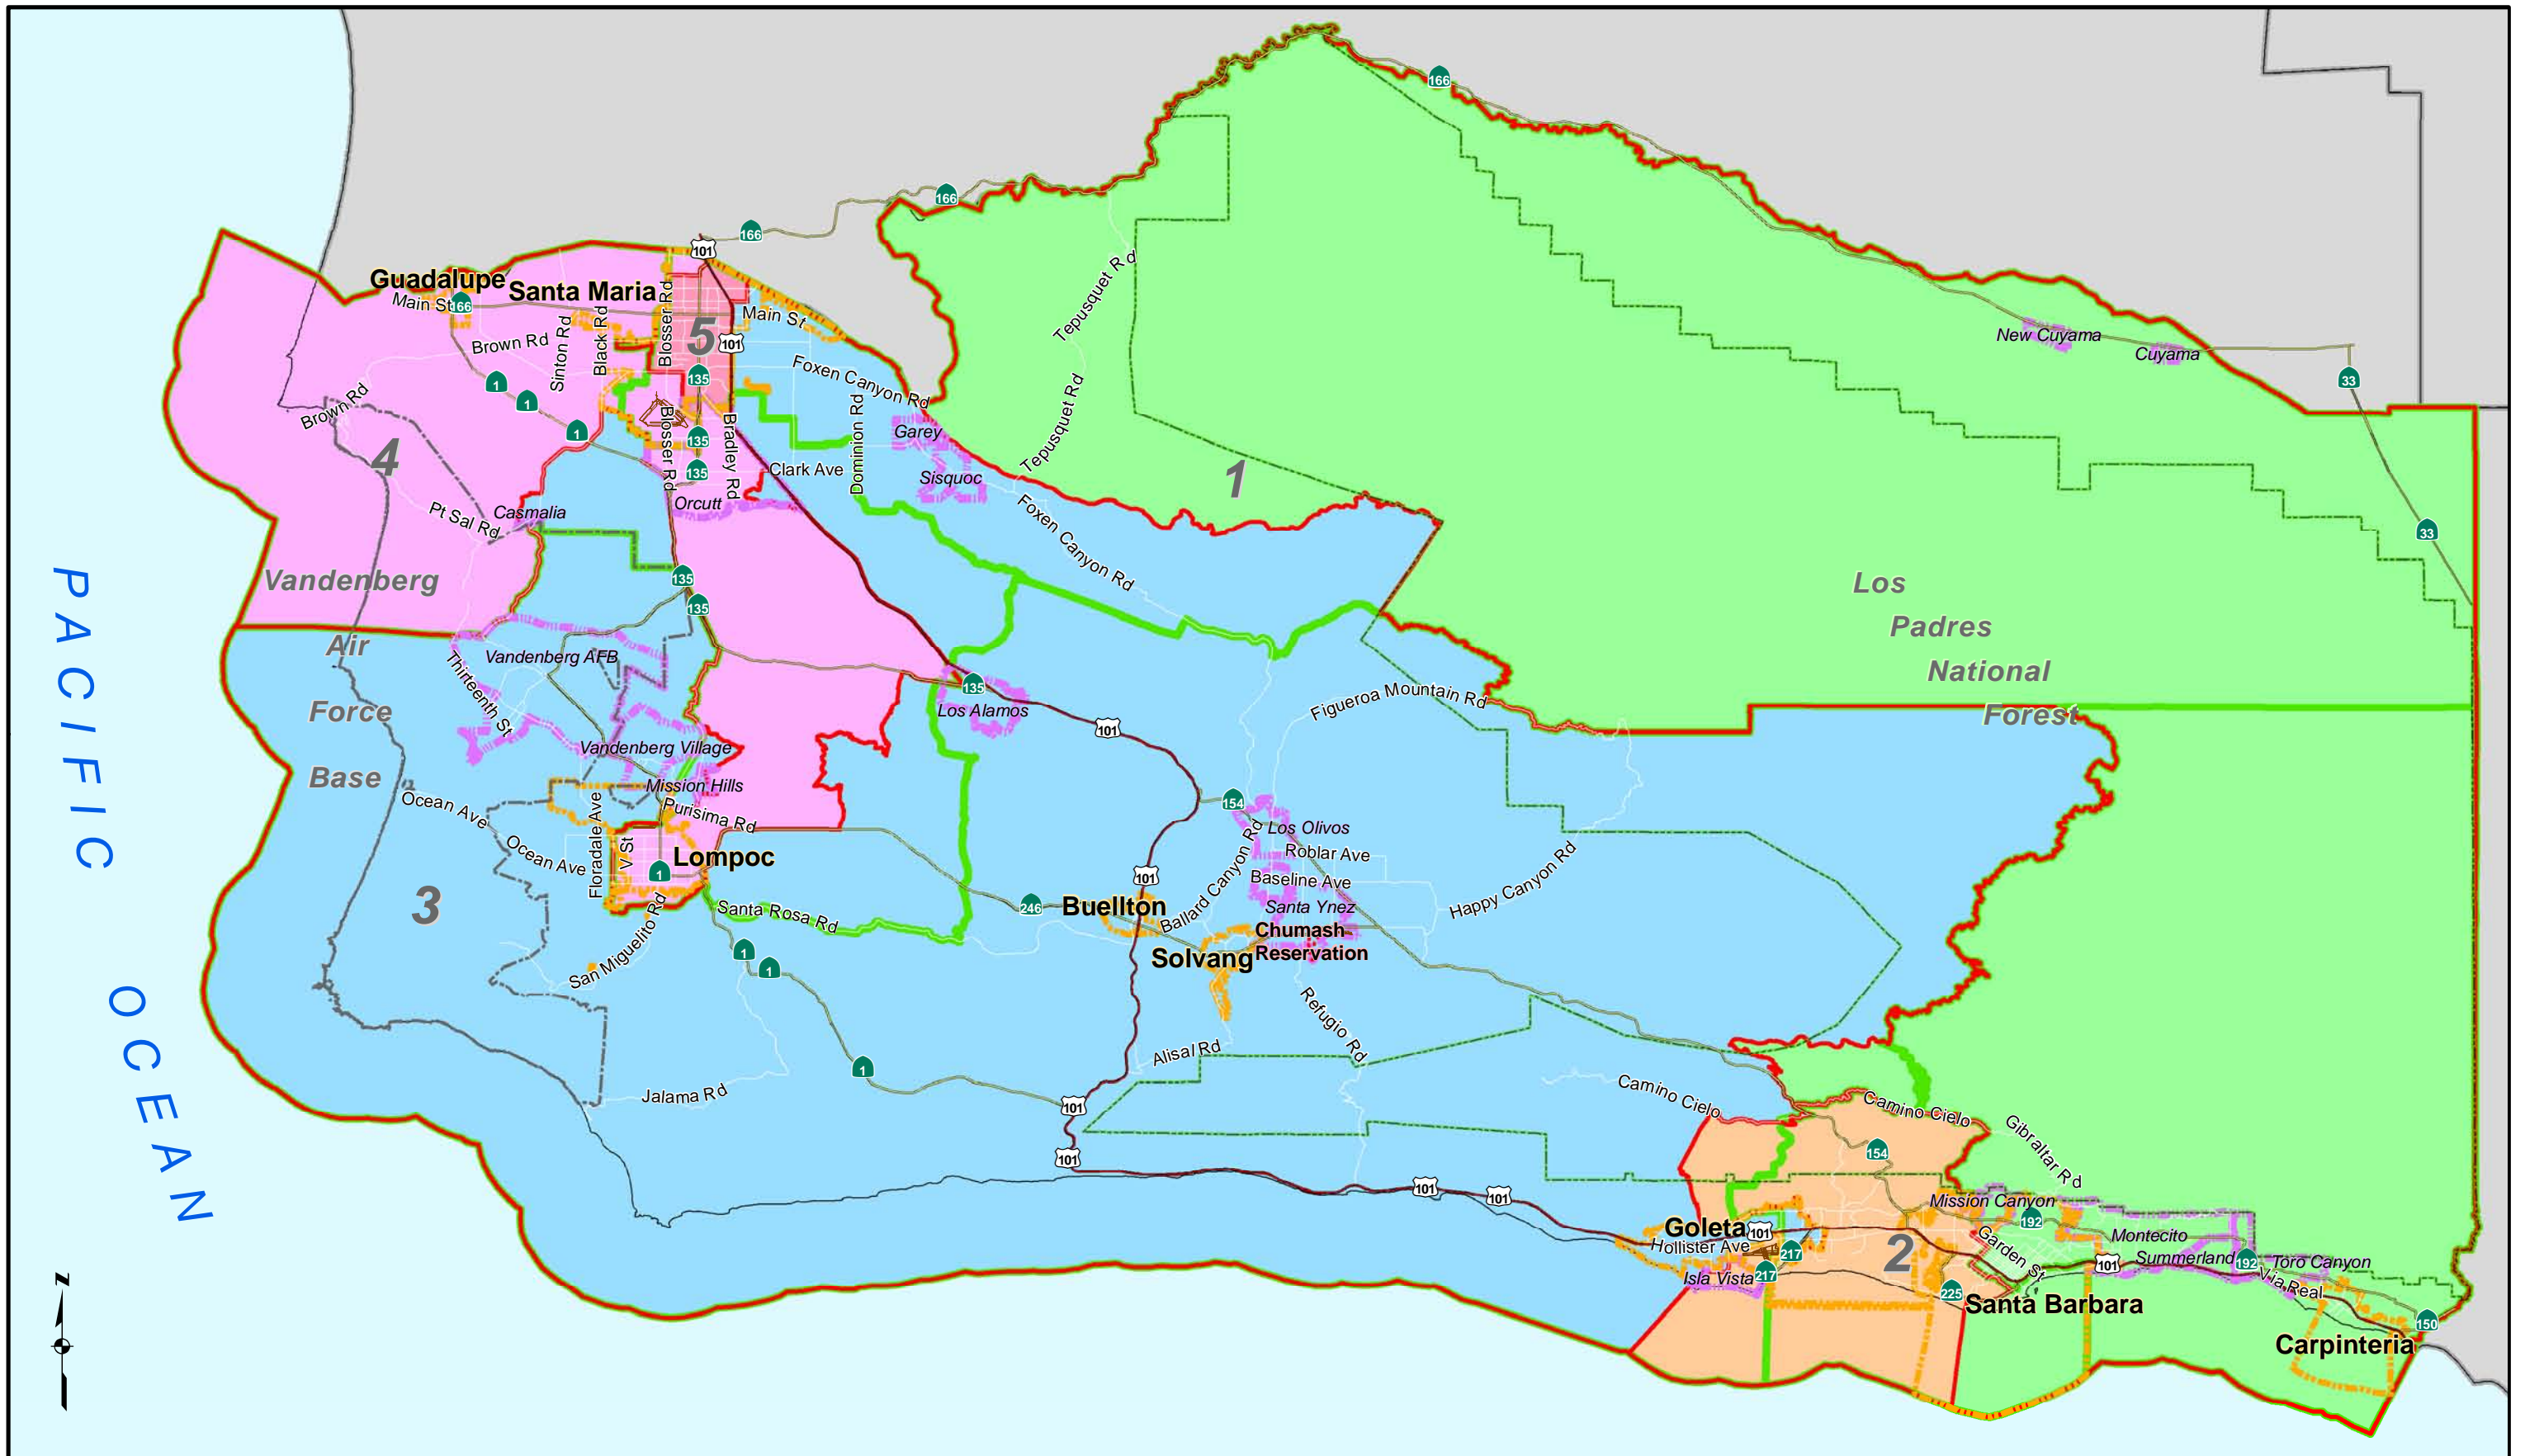 166
166
166
101
Guadalupe
Santa Maria
Main St
166
Blosser Rd
Black Rd
Sinton Rd
Brown Rd
5
101
Main St
135
1
1
1
Brown Rd
4
Foxen Canyon Rd
Dominion Rd
Garey
Sisquoc
Blosser Rd
135
135
Bradley Rd
Clark Ave
Orcutt
Casmalia
Pt Sal Rd
Tepusquet Rd
Tepusquet Rd
Foxen Canyon Rd
1
New Cuyama
Cuyama
33
33
Los
Padres
National
Forest
Vandenberg
Air
Force
Base
PACIFIC
OCEAN
135
135
Vandenberg AFB
Thirteenth St
Vandenberg Village
Mission Hills
Purisima Rd
135
Los Alamos
101
Figueroa Mountain Rd
Ocean Ave
Ocean Ave
Floradale Ave
V St
Lompoc
1
3
San Miguelito Rd
Santa Rosa Rd
1
1
246
Buellton
101
154
Los Olivos
Roblar Ave
Baseline Ave
Santa Ynez
Ballard Canyon Rd
Chumash
Reservation
Solvang
Happy Canyon Rd
Refugio Rd
Alisal Rd
Jalama Rd
1
101
101
101
101
Camino Cielo
Camino Cielo
Gibraltar Rd
154
Mission Canyon
192
Goleta
101
Hollister Ave
217
Isla Vista
217
2
Garden St
225
Santa Barbara
101
Montecito
Summerland
192
Toro Canyon
Via Real
150
Carpinteria
N